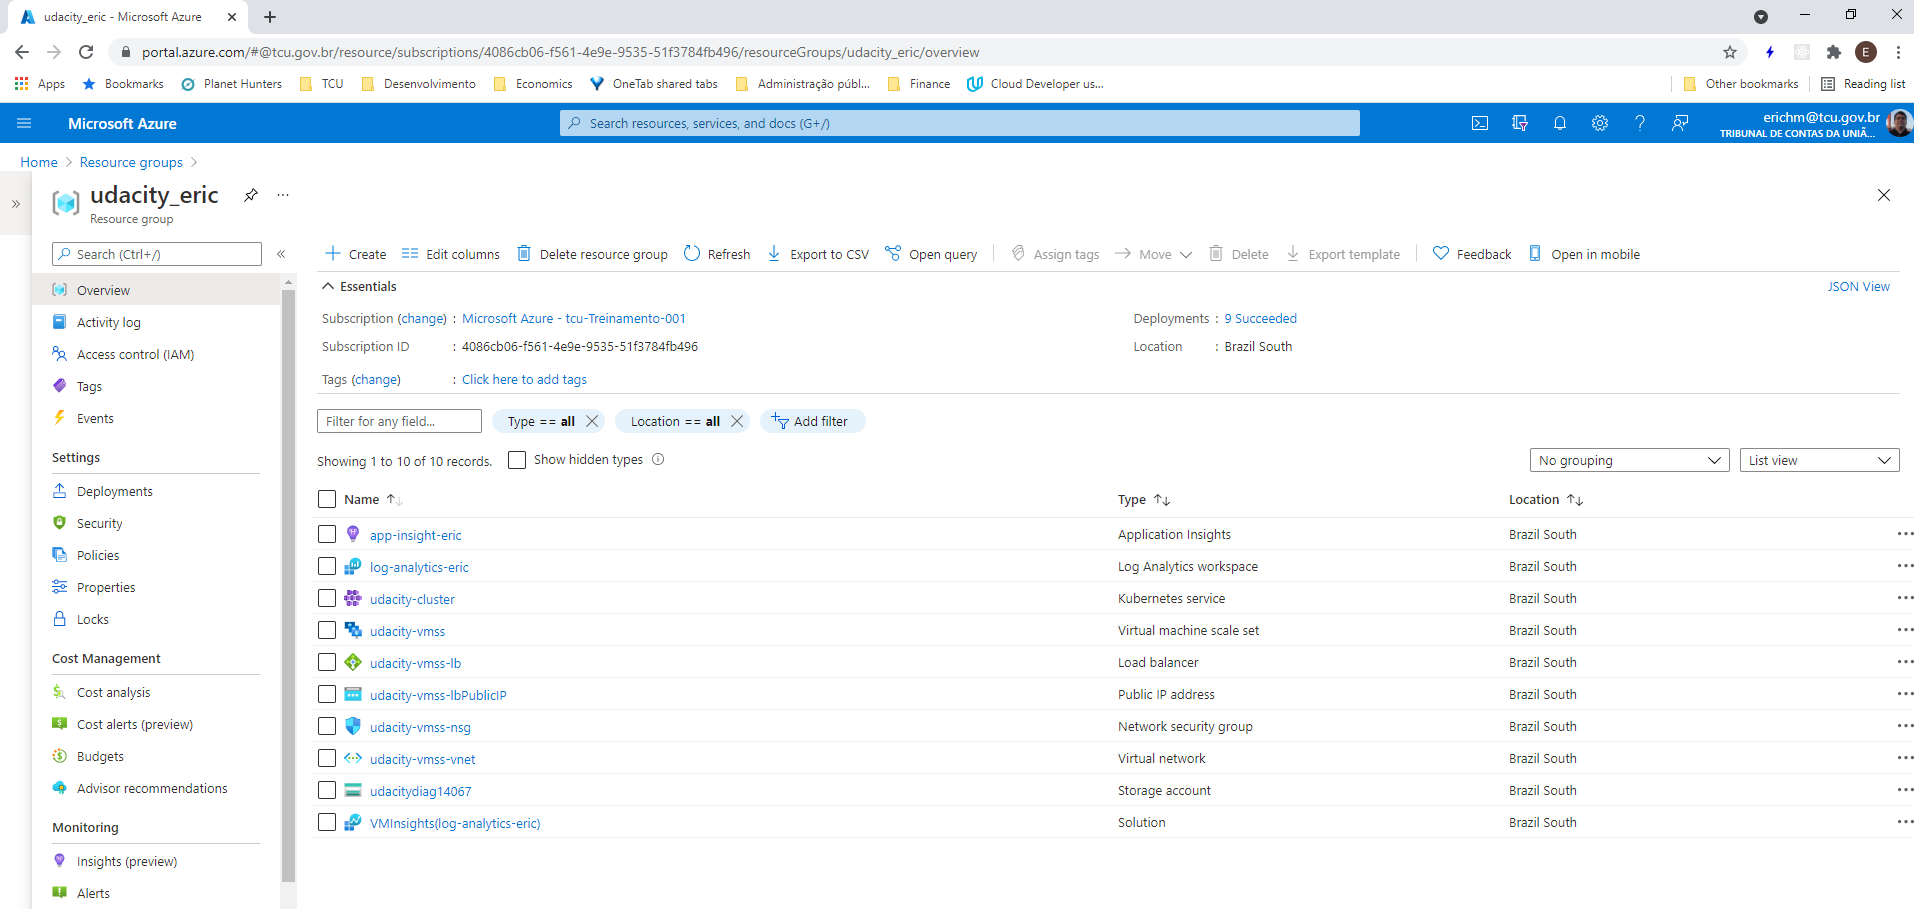 udacity_eric - Microsoft Azure
portal.azure.com/#@tcu.gov.br/resource/subscriptions/4086cb06-f561-4e9e-9535-51f3784fb496/resourceGroups/udacity_eric/overview
E
Apps Bookmarks Planet Hunters TCU Desenvolvimento Economics OneTab shared tabs Administração públ... Finance Cloud Developer us... Other bookmarks Reading list
Microsoft Azure
Search resources, services, and docs (G+/)
erichm@tcu.gov.br
TRIBUNAL DE CONTAS DA UNIÃ...
Home > Resource groups >
udacity_eric
Resource group
Search (Ctrl+/)
Overview
Activity log
Access control (IAM)
Tags
Events
Settings
Deployments
Security
Policies
Properties
Locks
Cost Management
Cost analysis
Cost alerts (preview)
Budgets
Advisor recommendations
Monitoring
Insights (preview)
Alerts
Create Edit columns Delete resource group Refresh Export to CSV Open query Assign tags Move Delete Export template Feedback Open in mobile
Essentials JSON View
Subscription (change) : Microsoft Azure - tcu-Treinamento-001 Deployments : 9 Succeeded
Subscription ID : 4086cb06-f561-4e9e-9535-51f3784fb496 Location : Brazil South
Tags (change) : Click here to add tags
Filter for any field... Type == all Location == all Add filter
Showing 1 to 10 of 10 records. Show hidden types No grouping List view
Name Type Location
app-insight-eric Application Insights Brazil South
log-analytics-eric Log Analytics workspace Brazil South
udacity-cluster Kubernetes service Brazil South
udacity-vmss Virtual machine scale set Brazil South
udacity-vmss-lb Load balancer Brazil South
udacity-vmss-lbPublicIP Public IP address Brazil South
udacity-vmss-nsg Network security group Brazil South
udacity-vmss-vnet Virtual network Brazil South
udacitydiag14067 Storage account Brazil South
VMInsights(log-analytics-eric) Solution Brazil South